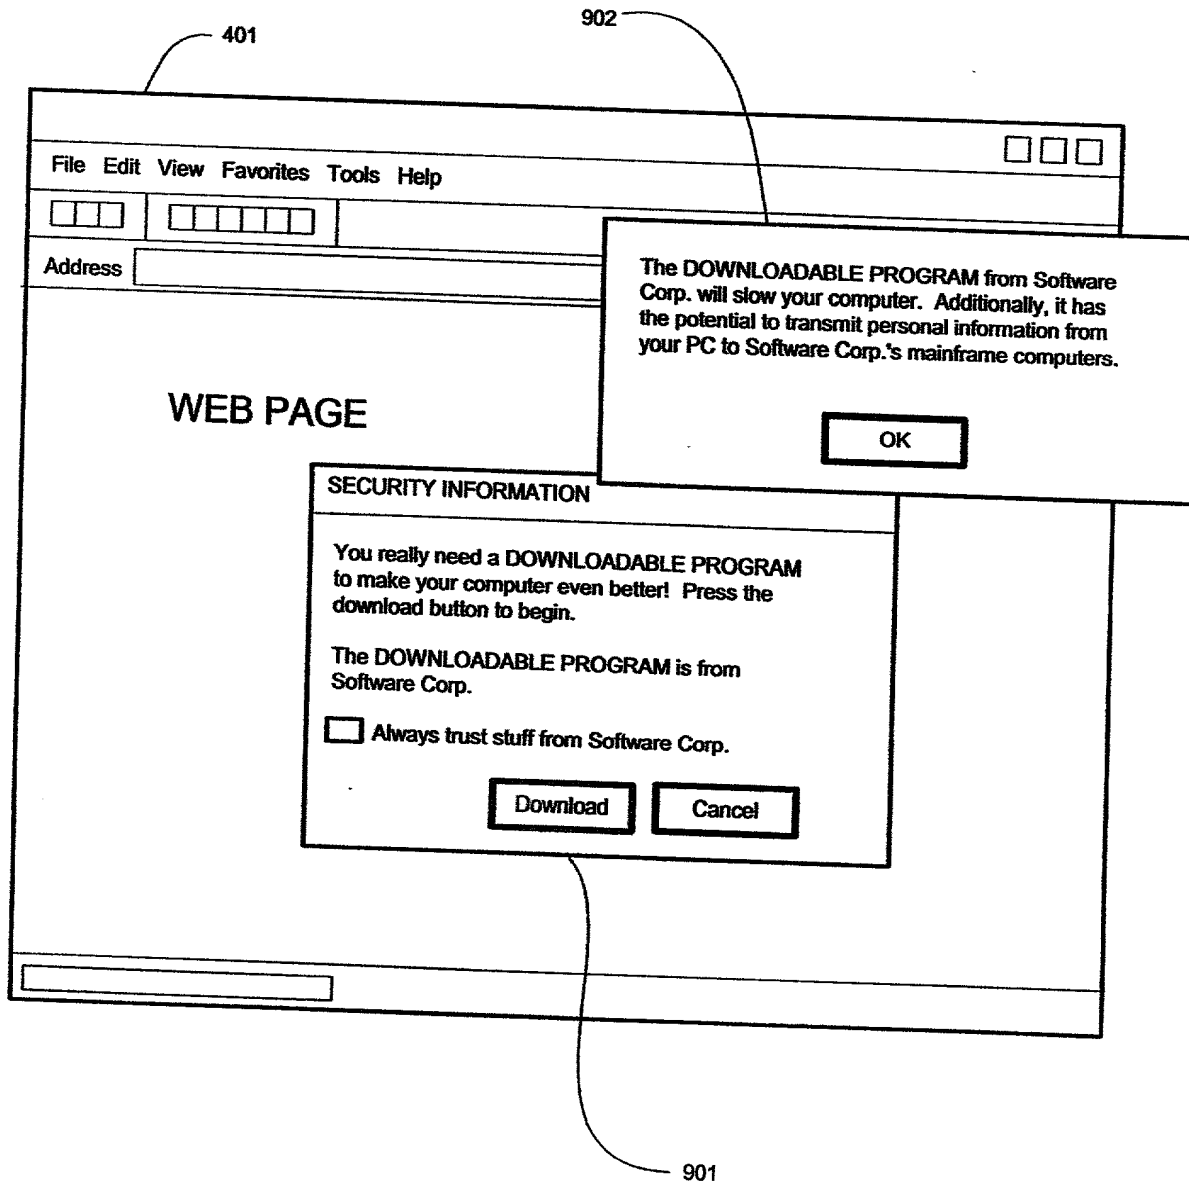 902
401
File Edit View Favorites Tools Help
Address
The DOWNLOADABLE PROGRAM from Software
Corp. will slow your computer. Additionally, it has
the potential to transmit personal information from
your PC to Software Corp.'s mainframe computers.
OK
WEB PAGE
SECURITY INFORMATION
You really need a DOWNLOADABLE PROGRAM
to make your computer even better! Press the
download button to begin.
The DOWNLOADABLE PROGRAM is from
Software Corp.
Always trust stuff from Software Corp.
Download Cancel
901